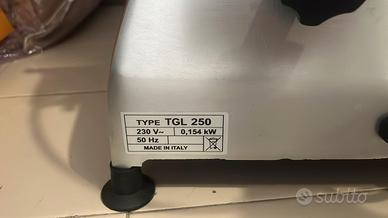 TYPE TGL 250
230 V~ 0,154 kW
50 Hz
MADE IN ITALY
subito